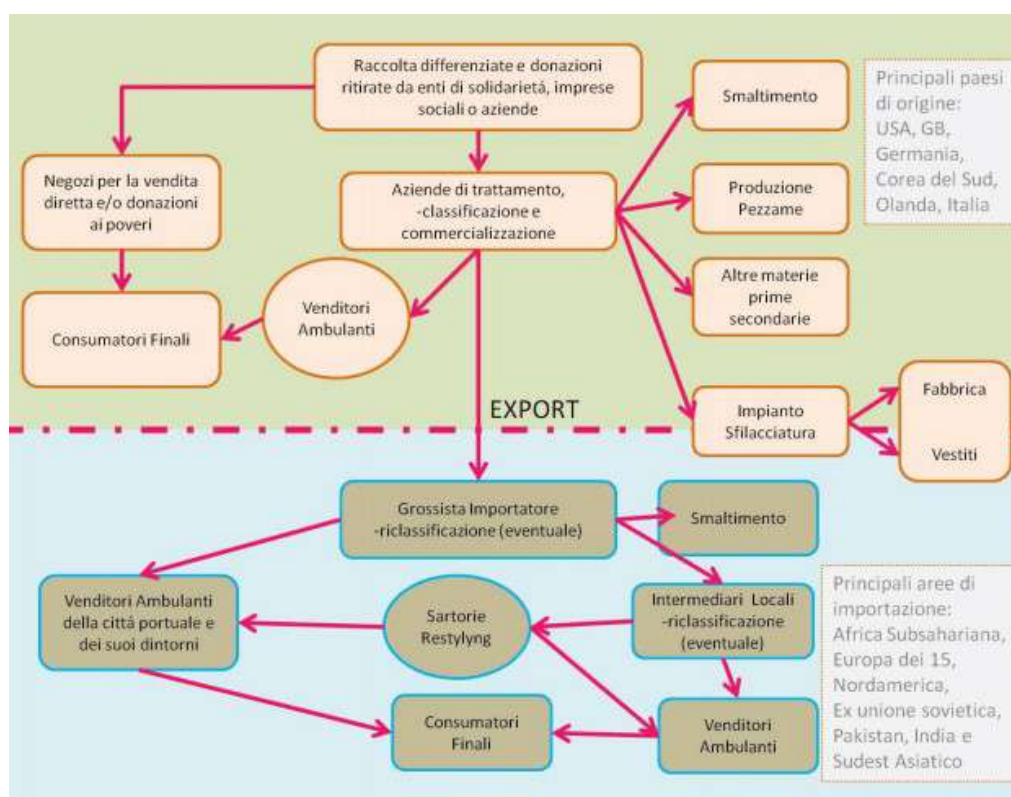 Raccolta differenziate e donazioni
ritirate da enti di solidarietá, imprese
sociali o aziende
Smaltimento
Principali paesi
di origine:
USA, GB,
Germania,
Corea del Sud,
Olanda, Italia
Negozi per la vendita
diretta e/o donazioni
ai poveri
Aziende di trattamento,
-classificazione e
commercializzazione
Produzione
Pezzame
Altre materie
prime
secondarie
Venditori
Ambulanti
Consumatori Finali
EXPORT
Impianto
Sfilacciatura
Fabbrica
Vestiti
Grossista Importatore
-riclassificazione (eventuale)
Smaltimento
Venditori Ambulanti
della cittá portuale e
dei suoi dintorni
Sartorie
Restylyng
Intermediari Locali
-riclassificazione
(eventuale)
Principali aree di
importazione:
Africa Subsahariana,
Europa dei 15,
Nordamerica,
Ex unione sovietica,
Pakistan, India e
Sudest Asiatico
Consumatori
Finali
Venditori
Ambulanti